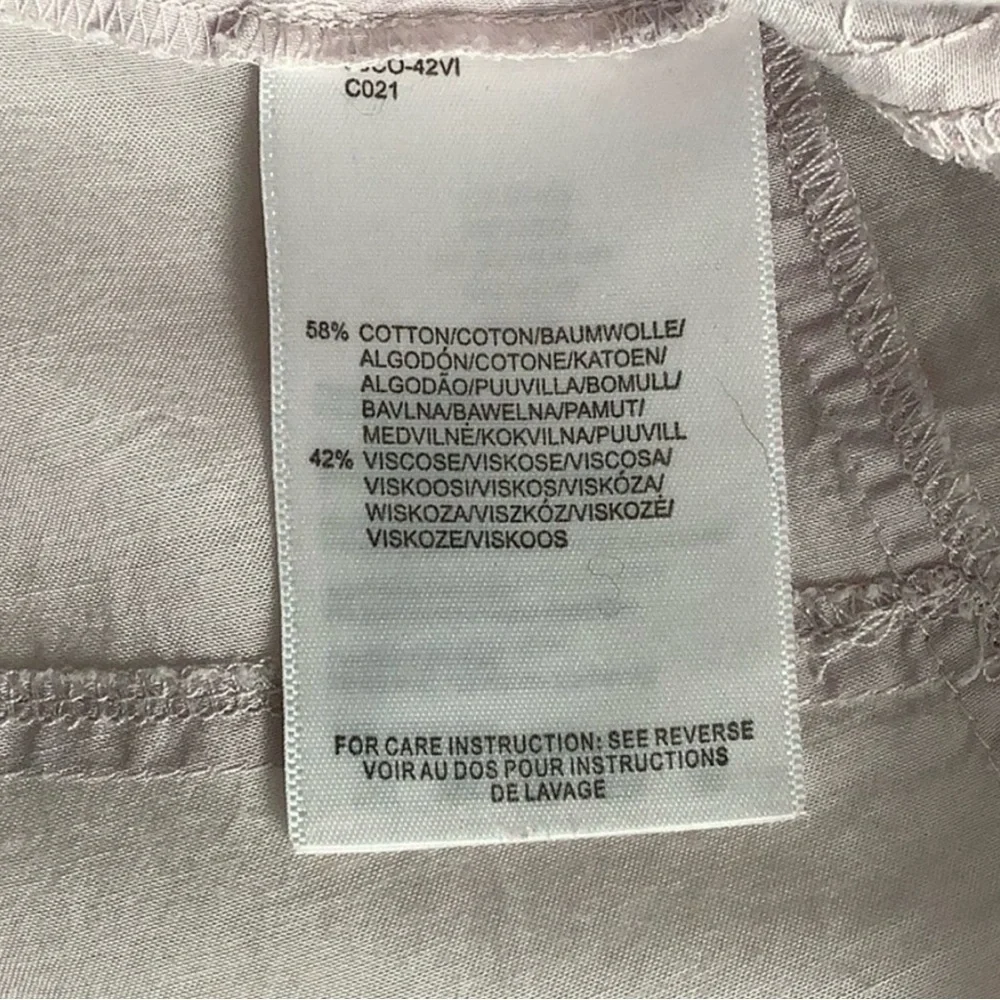 C021
58% COTTON/COTON/BAUMWOLLE/
ALGODÓN/COTONE/KATOEN/
ALGODÃO/PUUVILLA/BOMULL/
BAVLNA/BAWELNA/PAMUT/
MEDVILNĖ/KOKVILNA/PUUVILL
42% VISCOSE/VISKOSE/VISCOSA/
VISKOOSI/VISKOS/VISKÓZA/
WISKOZA/VISZKÓZ/VISKOZĖ/
VISKOZE/VISKOOS
FOR CARE INSTRUCTION: SEE REVERSE
VOIR AU DOS POUR INSTRUCTIONS
DE LAVAGE